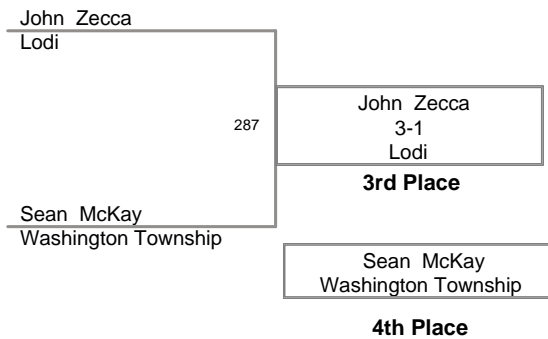 John Zecca
Lodi
287
John Zecca
3-1
Lodi
3rd Place
Sean McKay
Washington Township
Sean McKay
Washington Township
4th Place